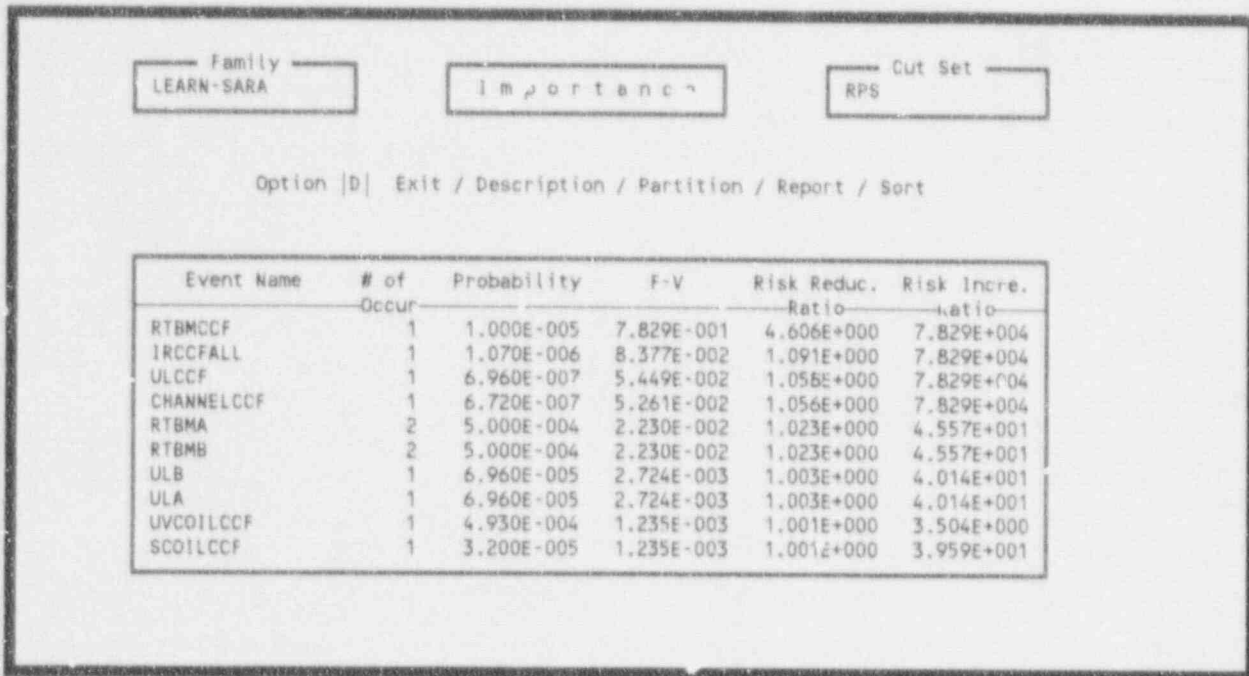 Family
LEARN-SARA
Importance
Cut Set
RPS
Option |D| Exit / Description / Partition / Report / Sort
Event Name # of Probability F-V Risk Reduc. Risk Incre.
Occur Ratio Ratio
RTBMCCF 1 1.000E-005 7.829E-001 4.606E+000 7.829E+004
IRCCFALL 1 1.070E-006 8.377E-002 1.091E+000 7.829E+004
ULCCF 1 6.960E-007 5.449E-002 1.058E+000 7.829E+004
CHANNELCCF 1 6.720E-007 5.261E-002 1.056E+000 7.829E+004
RTBMA 2 5.000E-004 2.230E-002 1.023E+000 4.557E+001
RTBMB 2 5.000E-004 2.230E-002 1.023E+000 4.557E+001
ULB 1 6.960E-005 2.724E-003 1.003E+000 4.014E+001
ULA 1 6.960E-005 2.724E-003 1.003E+000 4.014E+001
UVCOILCCF 1 4.930E-004 1.235E-003 1.001E+000 3.504E+000
SCOILCCF 1 3.200E-005 1.235E-003 1.001E+000 3.959E+001